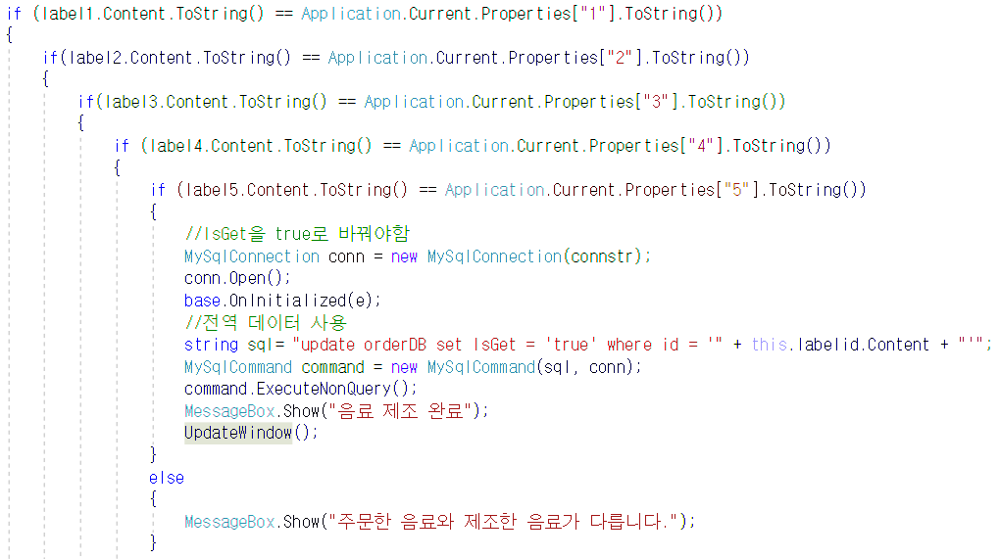 if (label1.Content.ToString() == Application.Current.Properties["1"].ToString())
{
if(label2.Content.ToString() == Application.Current.Properties["2"].ToString())
{
if(label3.Content.ToString() == Application.Current.Properties["3"].ToString())
{
if (label4.Content.ToString() == Application.Current.Properties["4"].ToString())
{
if (label5.Content.ToString() == Application.Current.Properties["5"].ToString())
{
//IsGet을 true로 바꿔야함
MySqlConnection conn = new MySqlConnection(connstr);
conn.Open();
base.OnInitialized(e);
//전역 데이터 사용
string sql= "update orderDB set IsGet = 'true' where id = '" + this.labelid.Content + "'";
MySqlCommand command = new MySqlCommand(sql, conn);
command.ExecuteNonQuery();
MessageBox.Show("음료 제조 완료");
UpdateWindow();
}
else
{
MessageBox.Show("주문한 음료와 제조한 음료가 다릅니다.");
}